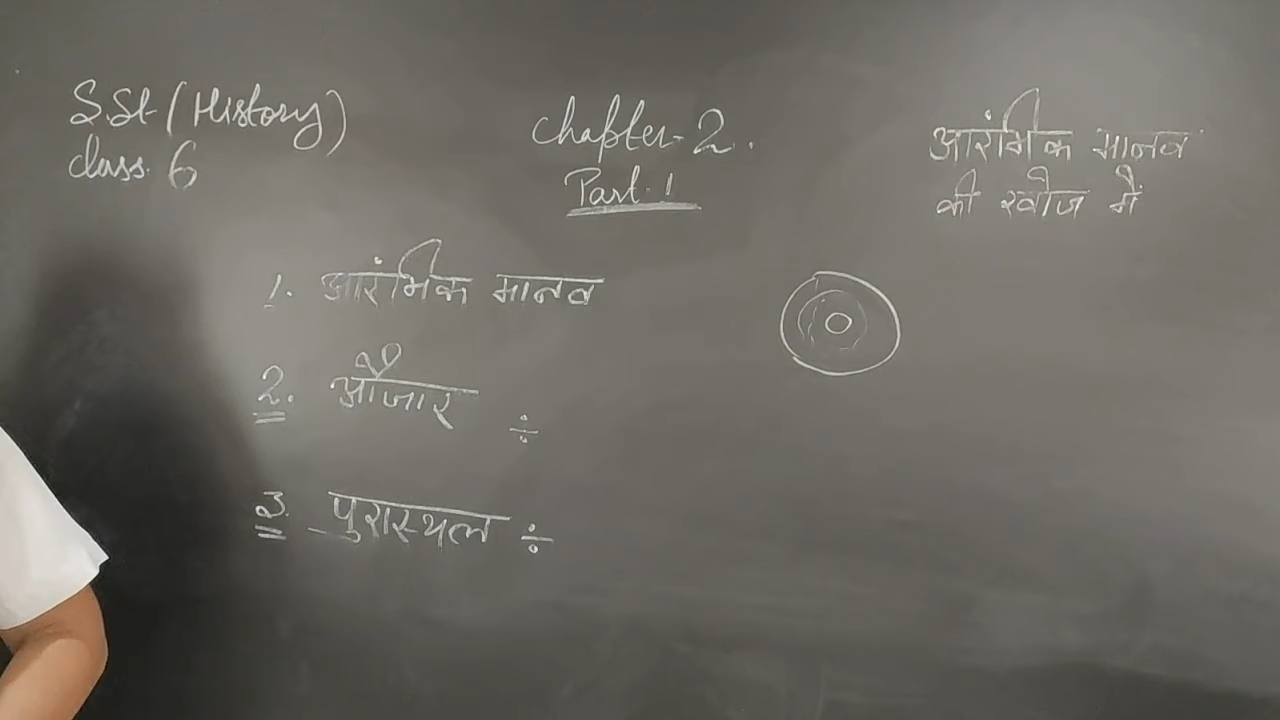 S.St (History)
class. 6
Chapter-2.
Part.1
आरंभिक मानव
की खोज में
1. आरंभिक मानव
2. औजार ÷
3. पुरास्थल ÷